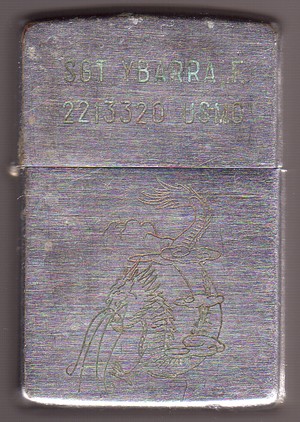 SGT YBARRA F.
2213320 USMC